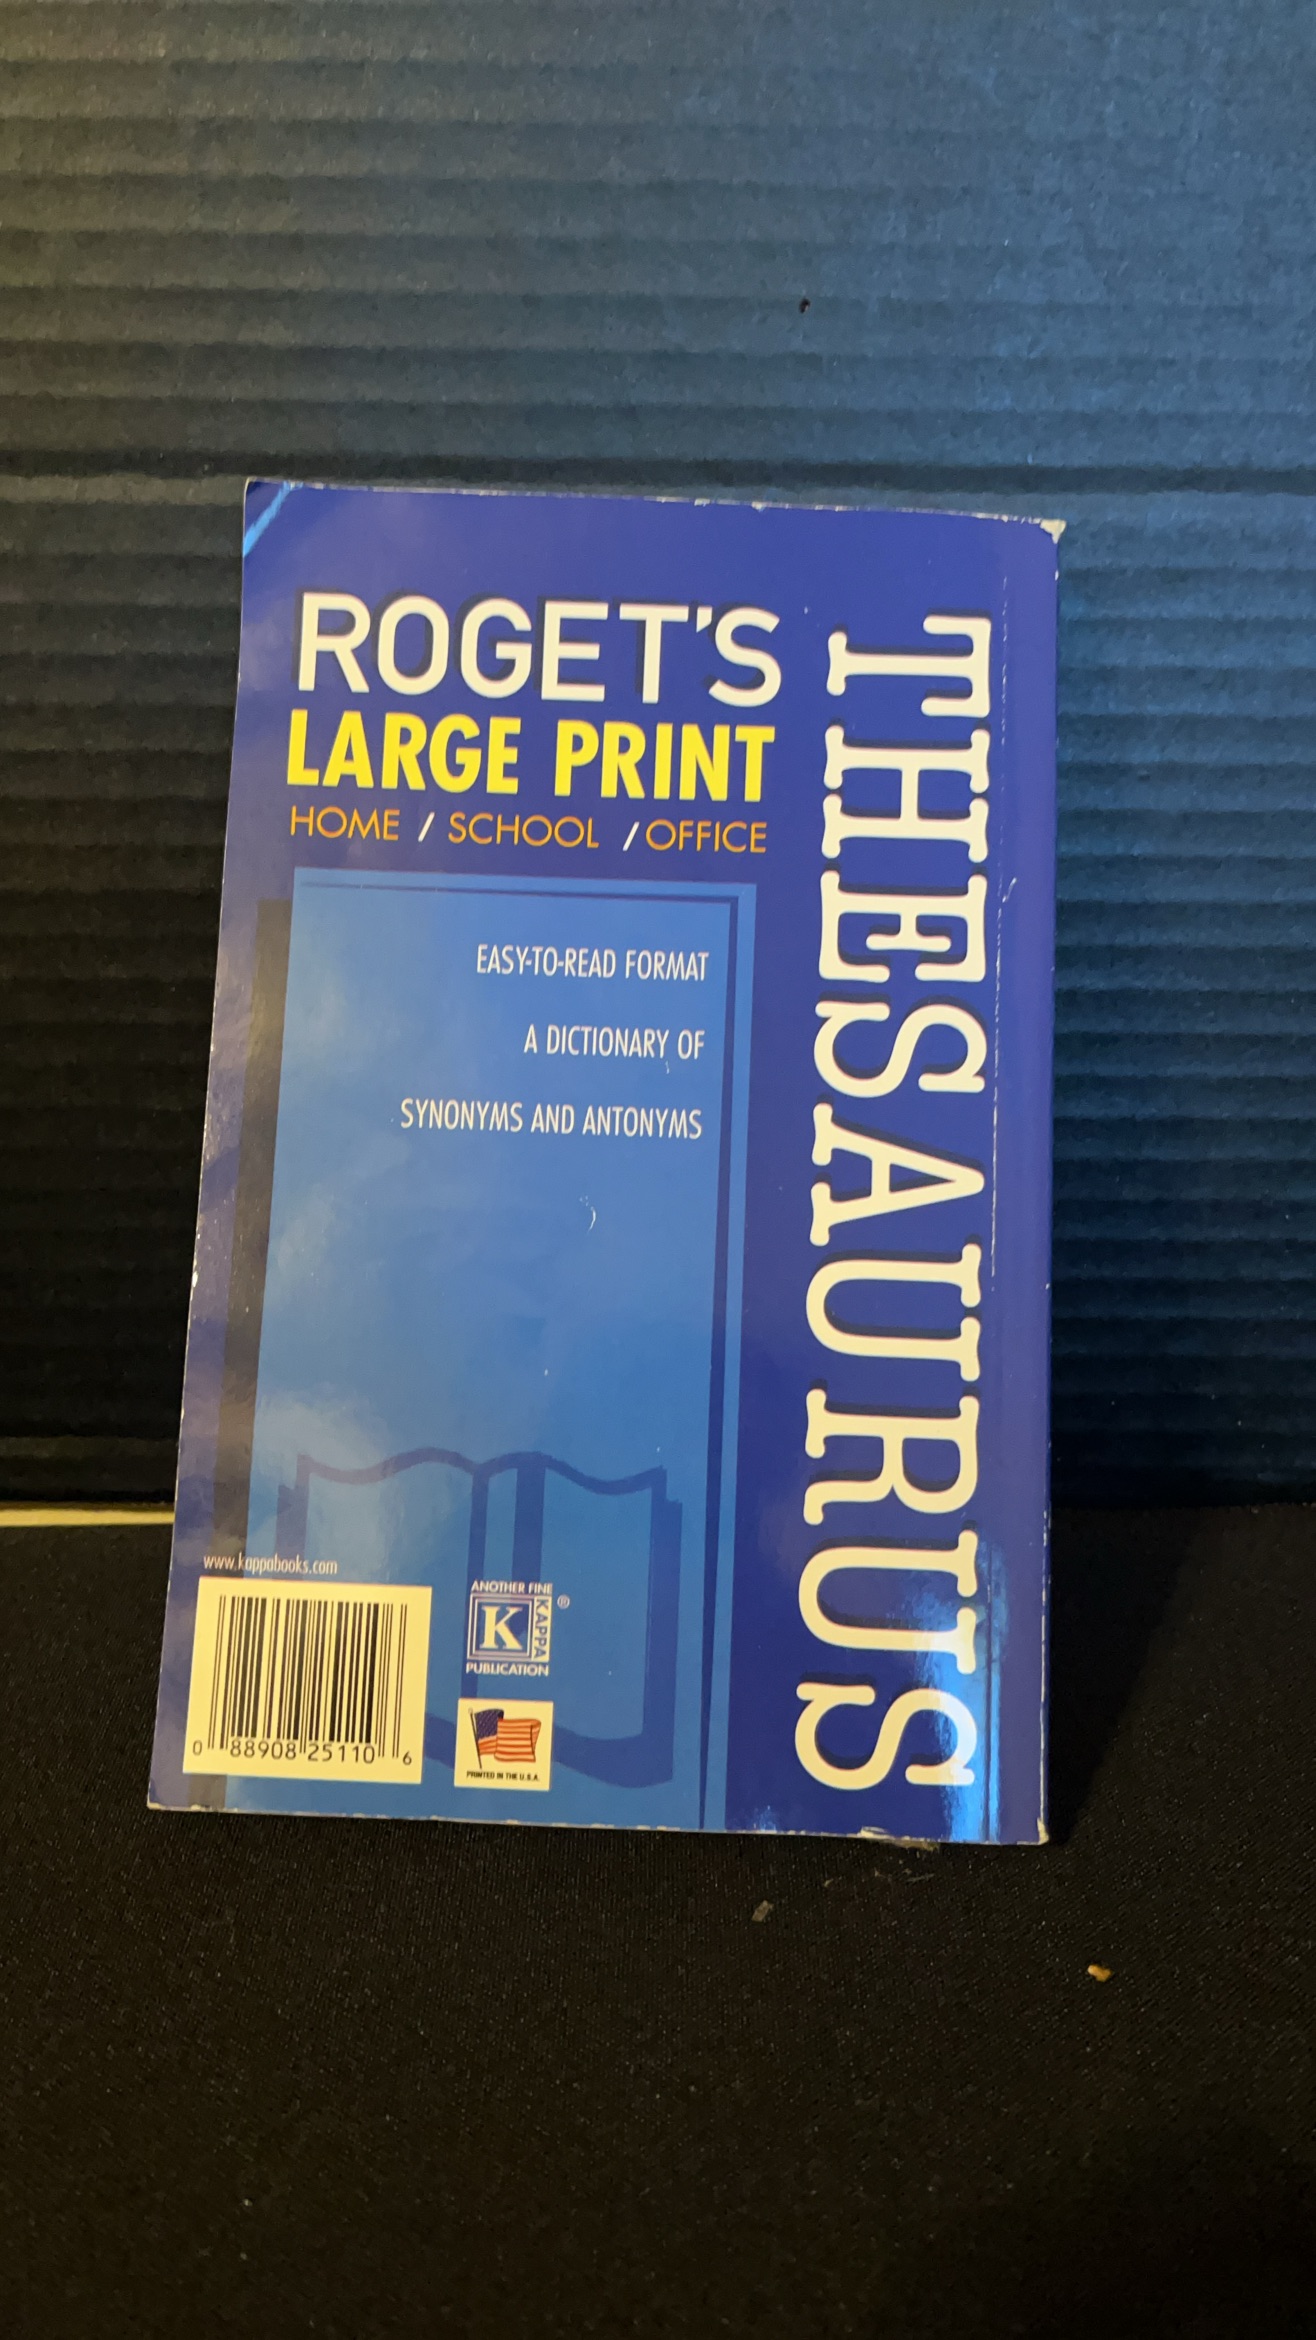 ROGET'S
LARGE PRINT
HOME / SCHOOL / OFFICE
THESAURUS
EASY-TO-READ FORMAT
A DICTIONARY OF
SYNONYMS AND ANTONYMS
www.kappabooks.com
0 88908 25110 6
ANOTHER FINE
K
KAPPA
®
PUBLICATION
PRINTED IN THE U.S.A.